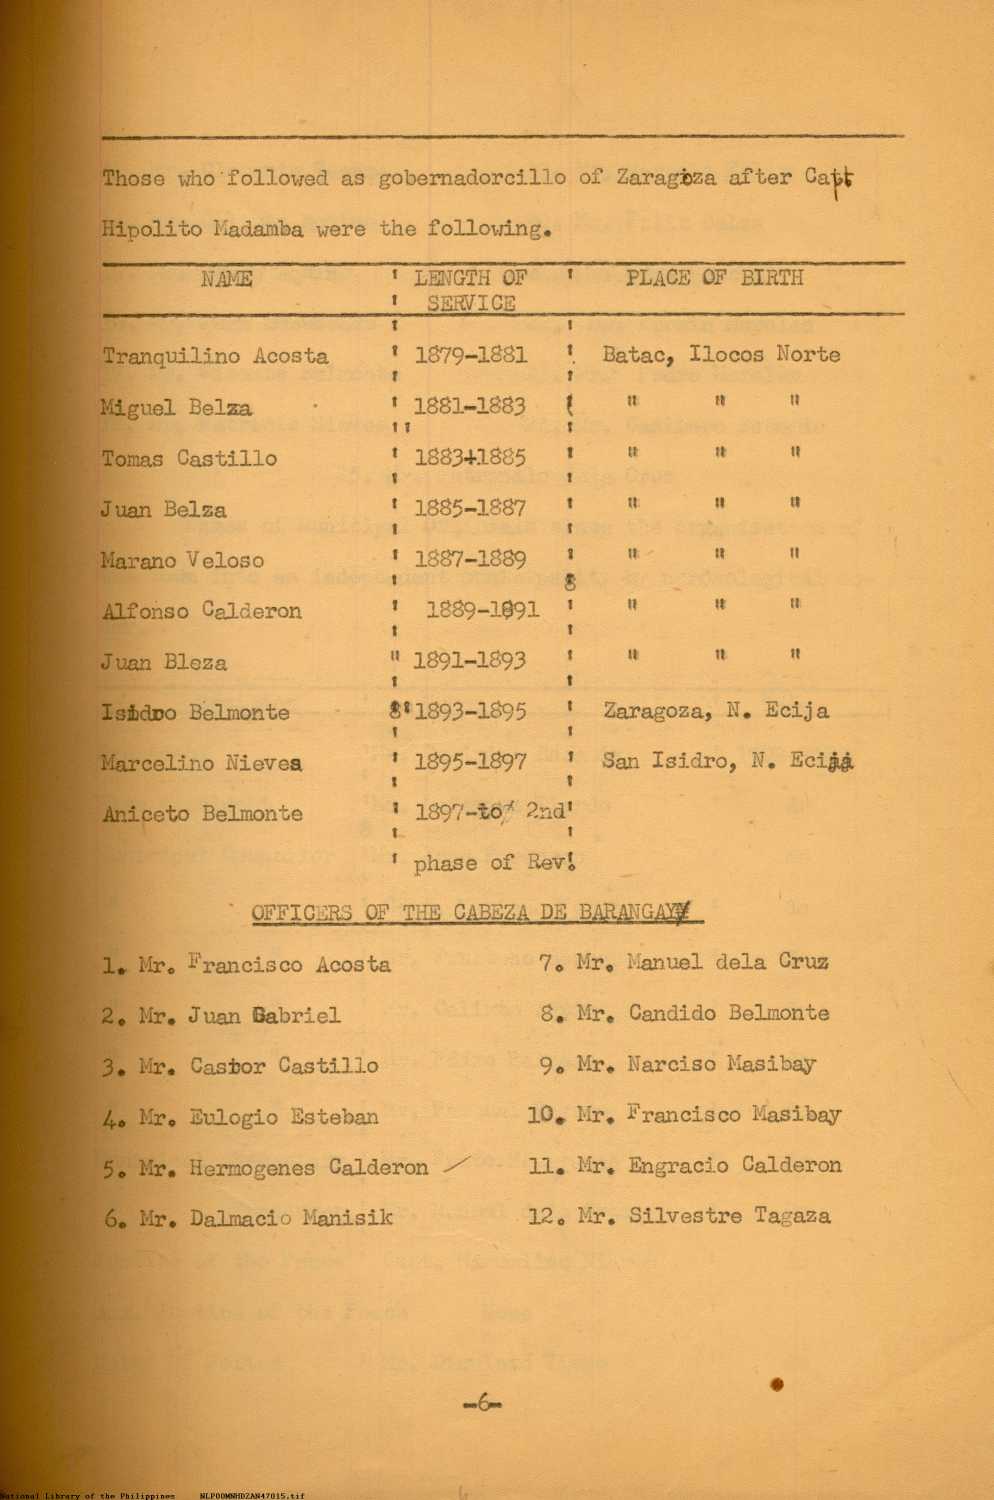 Those who followed as gobernadorcillo of Zaragoza after Capt
Hipolito Madamba were the following.
NAME ' LENGTH OF ' PLACE OF BIRTH
' SERVICE
Tranquilino Acosta ' 1879-1881 ' Batac, Ilocos Norte
Miguel Belza ' 1881-1883 ( " " "
Tomas Castillo ' 1883+1885 ' " " "
Juan Belza ' 1885-1887 ' " " "
Marano Veloso ' 1887-1889 ' " " "
Alfonso Calderon ' 1889-1891 ' " " "
Juan Bleza " 1891-1893 ' " " "
Isidro Belmonte 8' 1893-1895 ' Zaragoza, N. Ecija
Marcelino Nieves ' 1895-1897 ' San Isidro, N. Ecija
Aniceto Belmonte ' 1897-to 2nd'
' phase of Rev!
OFFICERS OF THE CABEZA DE BARANGAY
1. Mr. Francisco Acosta 7. Mr. Manuel dela Cruz
2. Mr. Juan Gabriel 8. Mr. Candido Belmonte
3. Mr. Castor Castillo 9. Mr. Narciso Masibay
4. Mr. Eulogio Esteban 10. Mr. Francisco Masibay
5. Mr. Hermogenes Calderon 11. Mr. Engracio Calderon
6. Mr. Dalmacio Manisik 12. Mr. Silvestre Tagaza
-6-
National Library of the Philippines NLPOOMNHDZAN47015.tif